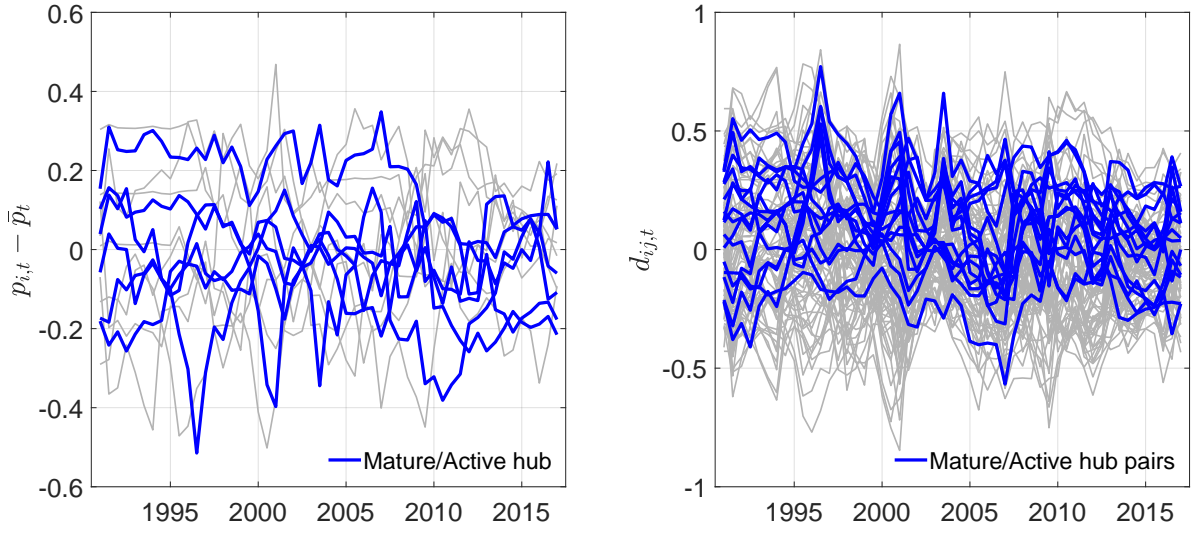 0.6
0.4
0.2
0
-0.2
-0.4
-0.6
p_{i,t} − p̄_t
1995 2000 2005 2010 2015
Mature/Active hub
1
0.5
0
-0.5
-1
d_{ij,t}
1995 2000 2005 2010 2015
Mature/Active hub pairs